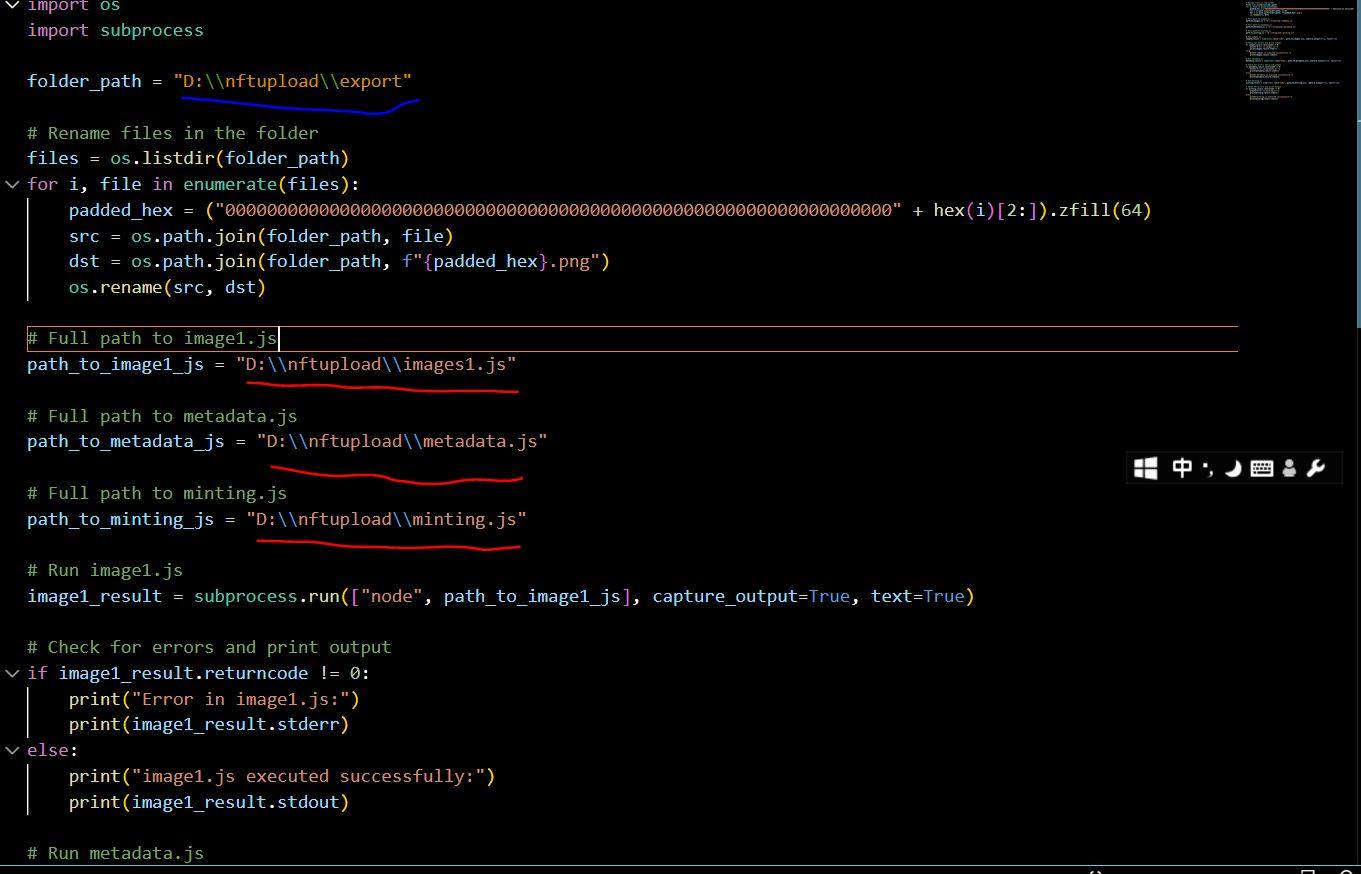 import os
import subprocess
folder_path = "D:\\nftupload\\export"
# Rename files in the folder
files = os.listdir(folder_path)
for i, file in enumerate(files):
padded_hex = ("0000000000000000000000000000000000000000000000000000000000000000" + hex(i)[2:]).zfill(64)
src = os.path.join(folder_path, file)
dst = os.path.join(folder_path, f"{padded_hex}.png")
os.rename(src, dst)
# Full path to image1.js
path_to_image1_js = "D:\\nftupload\\images1.js"
# Full path to metadata.js
path_to_metadata_js = "D:\\nftupload\\metadata.js"
中
# Full path to minting.js
path_to_minting_js = "D:\\nftupload\\minting.js"
# Run image1.js
image1_result = subprocess.run(["node", path_to_image1_js], capture_output=True, text=True)
# Check for errors and print output
if image1_result.returncode != 0:
print("Error in image1.js:")
print(image1_result.stderr)
else:
print("image1.js executed successfully:")
print(image1_result.stdout)
# Run metadata.js